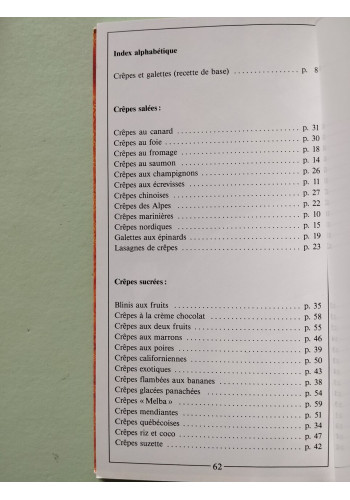 Index alphabétique
Crêpes et galettes (recette de base) ................ p. 8
Crêpes salées :
Crêpes au canard ................ p. 31
Crêpes au foie ................ p. 30
Crêpes au fromage ................ p. 18
Crêpes au saumon ................ p. 14
Crêpes aux champignons ................ p. 26
Crêpes aux écrevisses ................ p. 11
Crêpes chinoises ................ p. 27
Crêpes des Alpes ................ p. 22
Crêpes marinières ................ p. 10
Crêpes nordiques ................ p. 15
Galettes aux épinards ................ p. 19
Lasagnes de crêpes ................ p. 23
Crêpes sucrées :
Blinis aux fruits ................ p. 35
Crêpes à la crème chocolat ................ p. 58
Crêpes aux deux fruits ................ p. 55
Crêpes aux marrons ................ p. 46
Crêpes aux poires ................ p. 39
Crêpes californiennes ................ p. 50
Crêpes exotiques ................ p. 43
Crêpes flambées aux bananes ................ p. 38
Crêpes glacées panachées ................ p. 54
Crêpes « Melba » ................ p. 59
Crêpes mendiantes ................ p. 51
Crêpes québécoises ................ p. 34
Crêpes riz et coco ................ p. 47
Crêpes suzette ................ p. 42
62